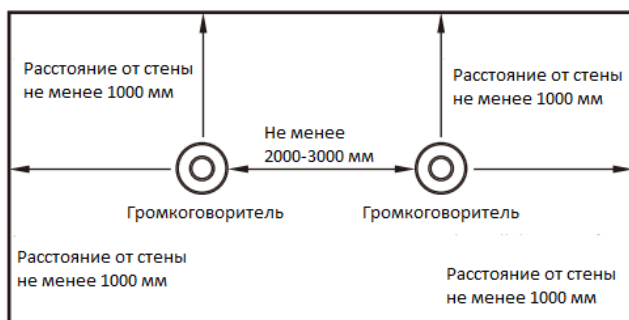 Расстояние от стены
не менее 1000 мм
Расстояние от стены
не менее 1000 мм
Не менее
2000-3000 мм
Громкоговоритель
Громкоговоритель
Расстояние от стены
не менее 1000 мм
Расстояние от стены
не менее 1000 мм